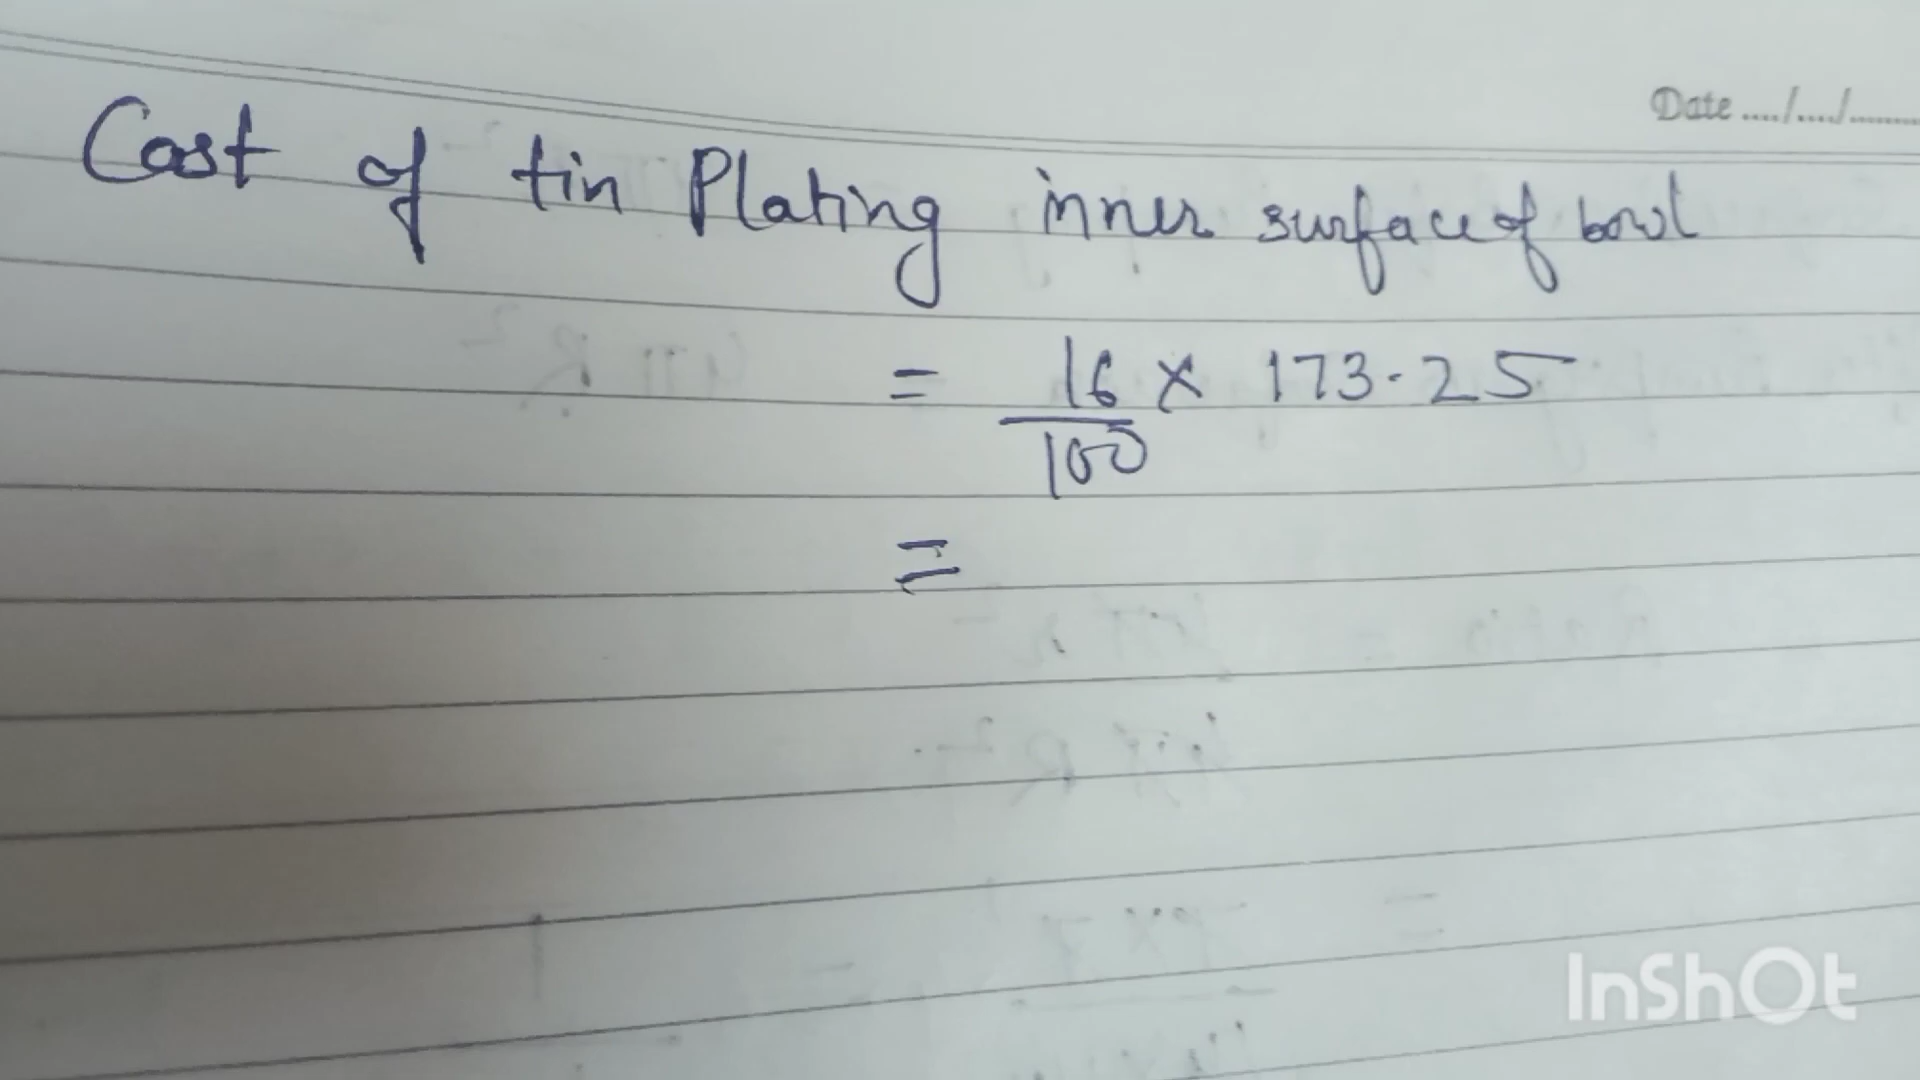 Date ..../..../........
Cost of tin Plating inner surface of bowl
= 16/100 × 173.25
=
InShOt